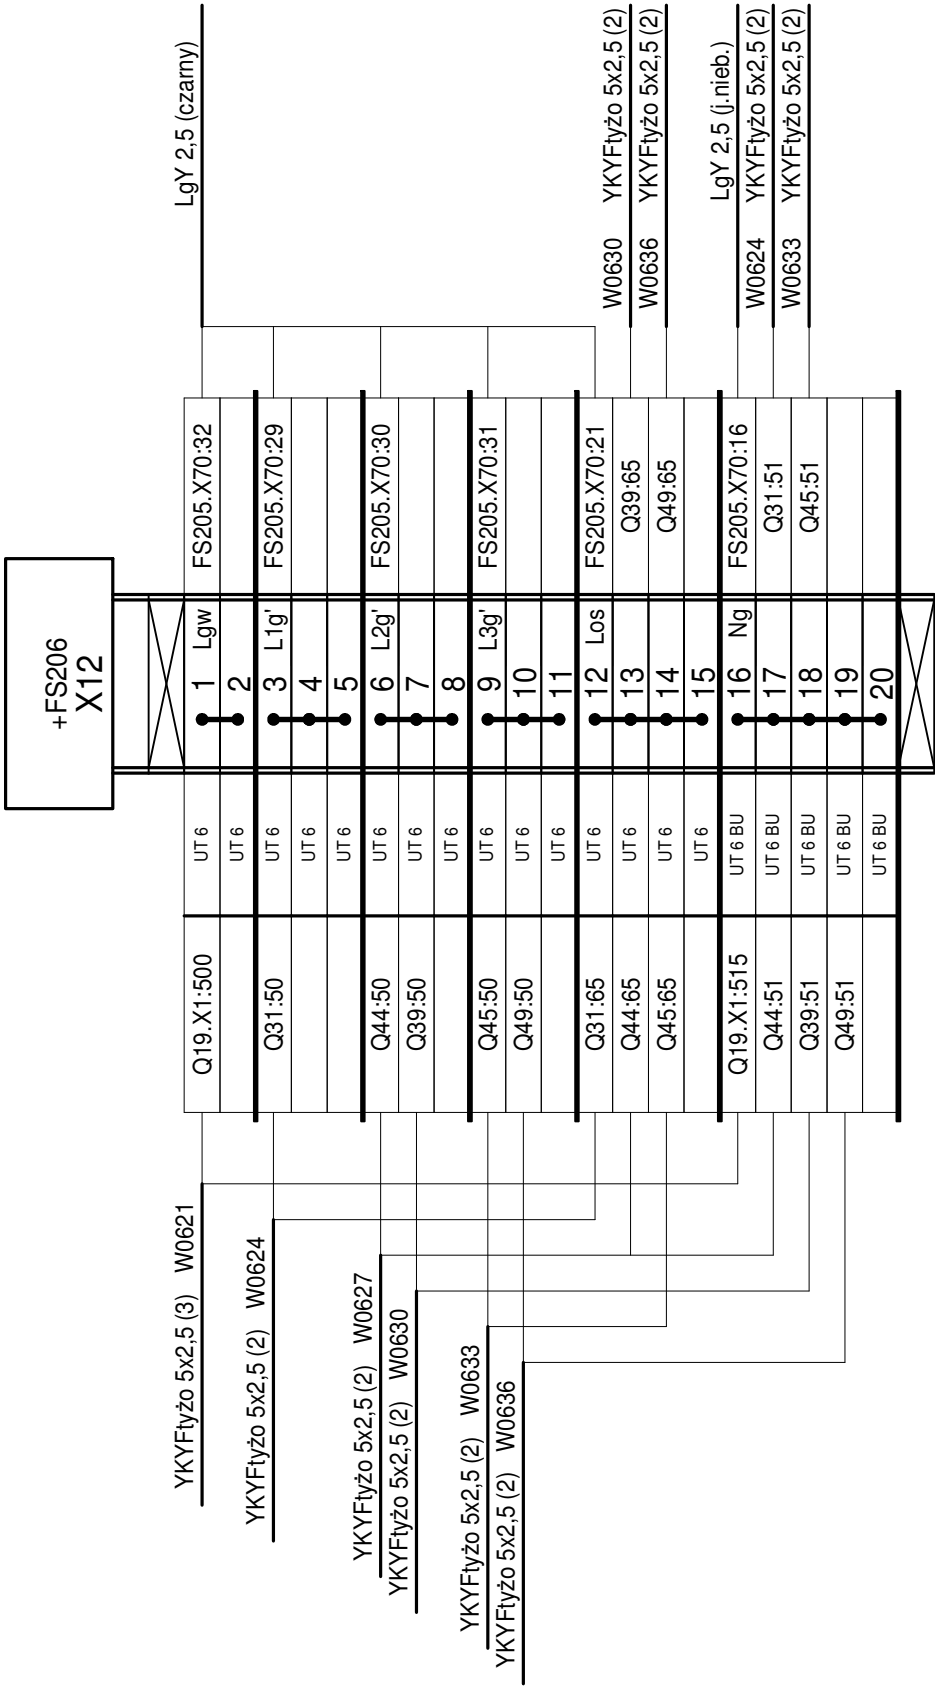 +FS206
X12
LgY 2,5 (czarny)
W0630 YKYFtyżo 5x2,5 (2)
W0636 YKYFtyżo 5x2,5 (2)
LgY 2,5 (j.nieb.)
W0624 YKYFtyżo 5x2,5 (2)
W0633 YKYFtyżo 5x2,5 (2)
Q19.X1:500 UT 6 1 Lgw FS205.X70:32
UT 6 2
Q31:50 UT 6 3 L1g' FS205.X70:29
UT 6 4
UT 6 5
Q44:50 UT 6 6 L2g' FS205.X70:30
Q39:50 UT 6 7
UT 6 8
Q45:50 UT 6 9 L3g' FS205.X70:31
Q49:50 UT 6 10
UT 6 11
Q31:65 UT 6 12 Los FS205.X70:21
Q44:65 UT 6 13 Q39:65
Q45:65 UT 6 14 Q49:65
UT 6 15
Q19.X1:515 UT 6 BU 16 Ng FS205.X70:16
Q44:51 UT 6 BU 17 Q31:51
Q39:51 UT 6 BU 18 Q45:51
Q49:51 UT 6 BU 19
UT 6 BU 20
YKYFtyżo 5x2,5 (3) W0621
YKYFtyżo 5x2,5 (2) W0624
YKYFtyżo 5x2,5 (2) W0627
YKYFtyżo 5x2,5 (2) W0630
YKYFtyżo 5x2,5 (2) W0633
YKYFtyżo 5x2,5 (2) W0636